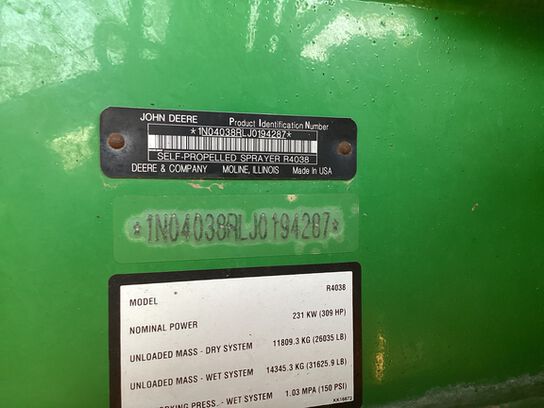 JOHN DEERE Product Identification Number
*1N04038RLJ0194287*
SELF-PROPELLED SPRAYER R4038
DEERE & COMPANY MOLINE, ILLINOIS Made in USA
*1N04038RLJ0194287*
MODEL R4038
NOMINAL POWER 231 KW (309 HP)
UNLOADED MASS - DRY SYSTEM 11809.3 KG (26035 LB)
UNLOADED MASS - WET SYSTEM 14345.3 KG (31625.9 LB)
WORKING PRESS. - WET SYSTEM 1.03 MPA (150 PSI)